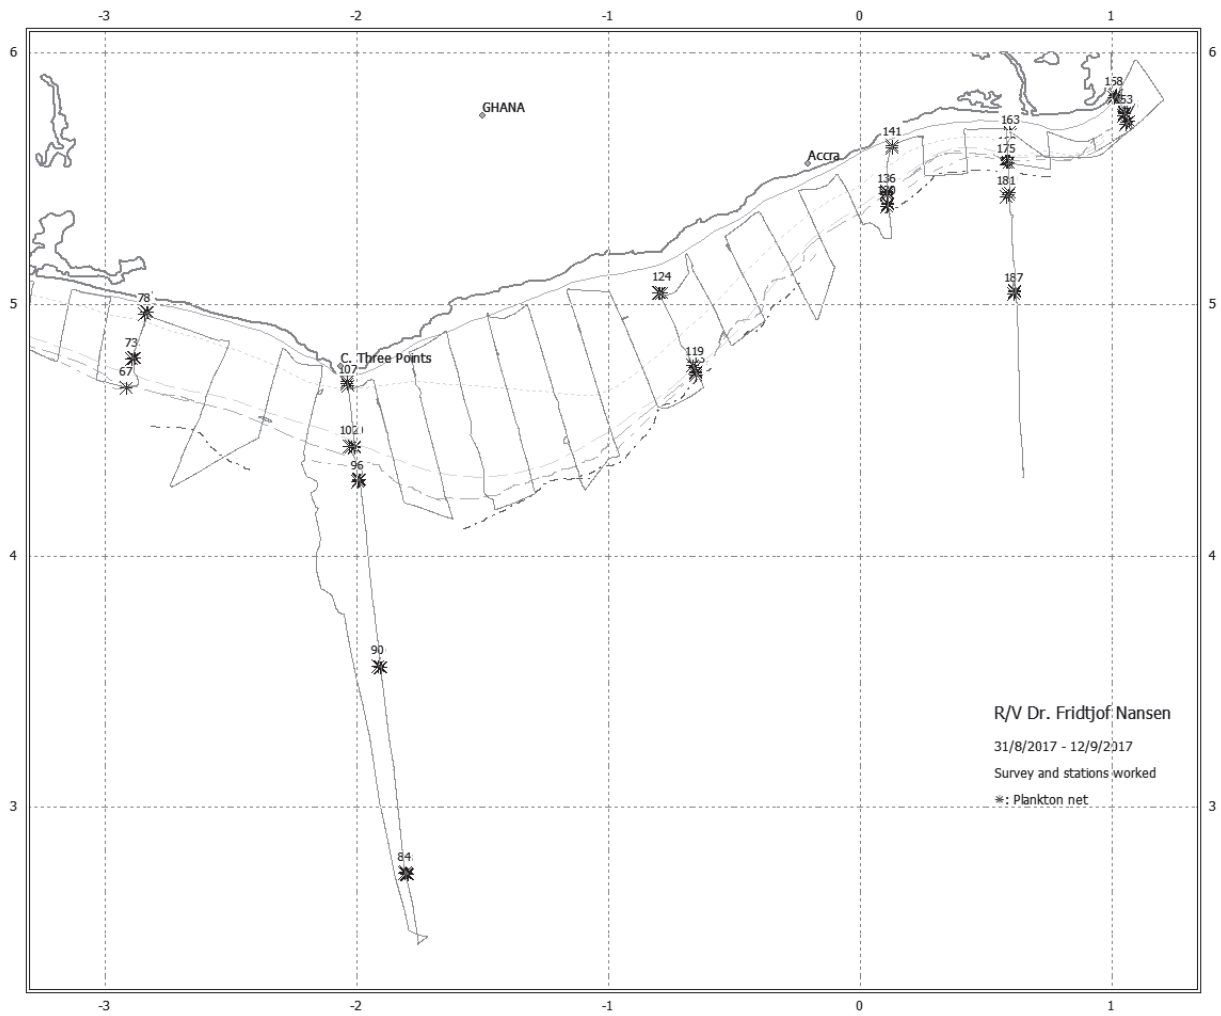 -3 -2 -1 0 1
6 6
158
GHANA
53
163
141
Accra
175
136
181
124
187
5 5
78
73
C. Three Points
119
107
67
102
96
4 4
90
R/V Dr. Fridtjof Nansen
31/8/2017 - 12/9/2017
Survey and stations worked
3 3
✳: Plankton net
84
-3 -2 -1 0 1